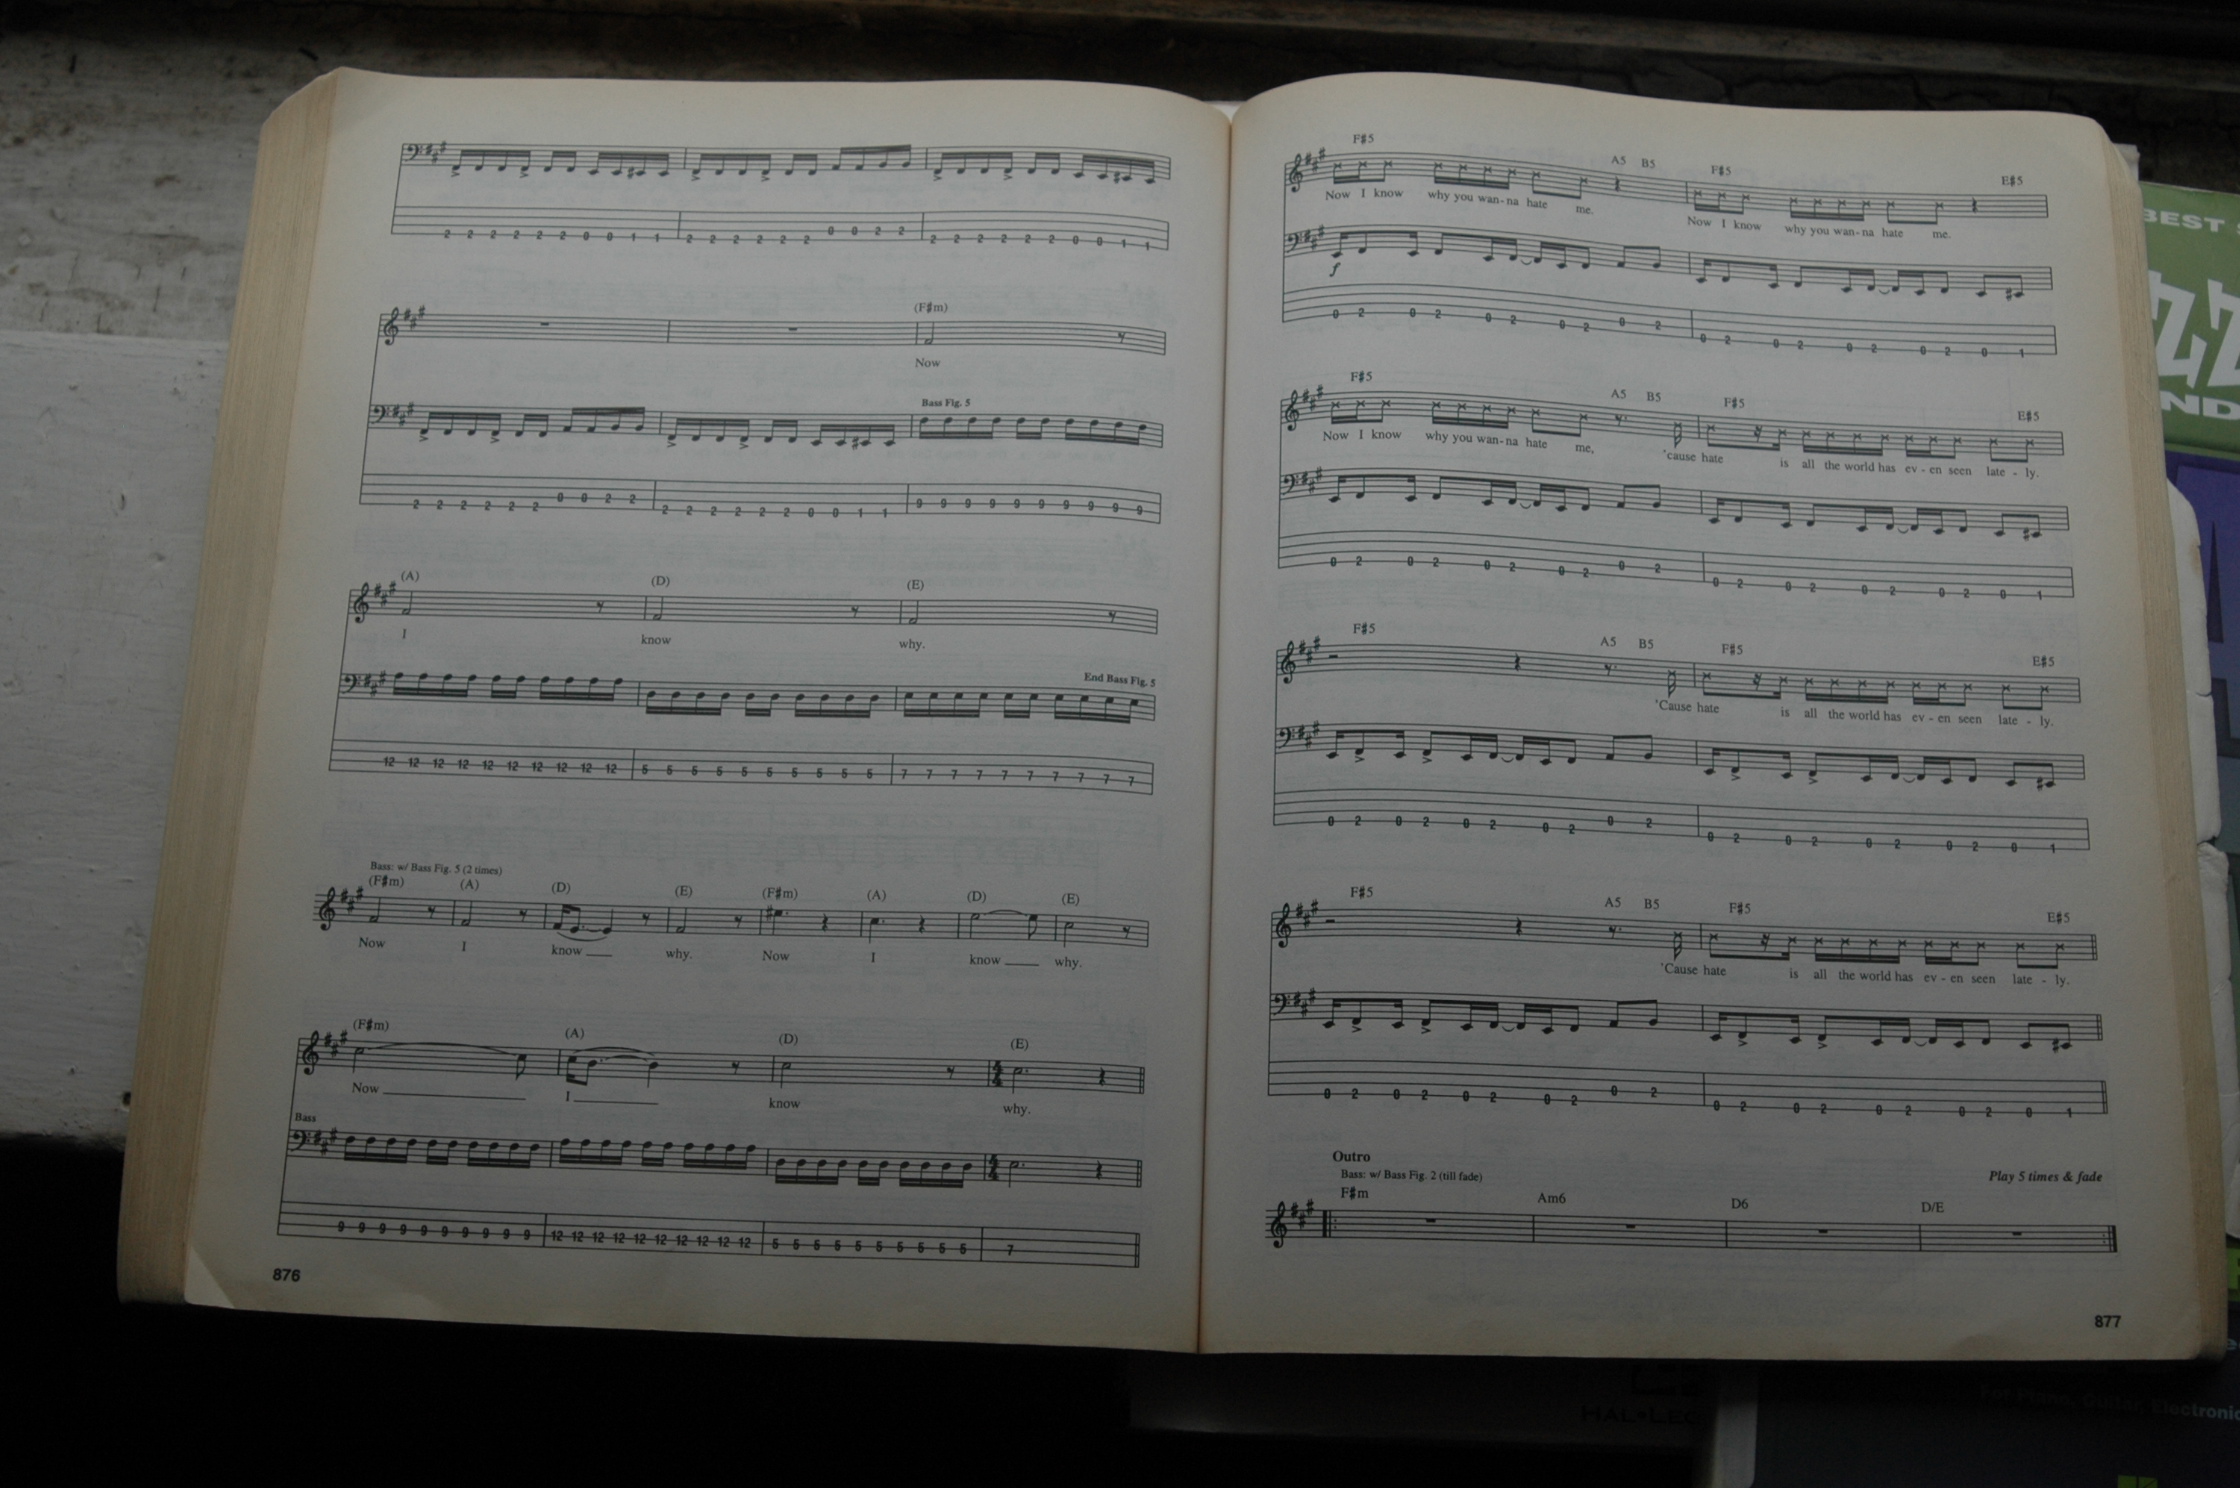 2 2 2 2 2 2 0 0 1 1 2 2 2 2 2 2 0 0 2 2 2 2 2 2 2 2 0 0 1 1
(F#m)
Now
Bass Fig. 5
2 2 2 2 2 2 0 0 2 2 2 2 2 2 2 2 0 0 1 1 9 9 9 9 9 9 9 9 9 9
(A) (D) (E)
I know why.
End Bass Fig. 5
12 12 12 12 12 12 12 12 12 12 5 5 5 5 5 5 5 5 5 5 7 7 7 7 7 7 7 7 7 7
Bass: w/ Bass Fig. 5 (2 times)
(F#m) (A) (D) (E) (F#m) (A) (D) (E)
Now I know why. Now I know why.
(F#m) (A) (D) (E)
Now I know why.
4 4
Bass
4 4
9 9 9 9 9 9 9 9 9 9 12 12 12 12 12 12 12 12 12 12 5 5 5 5 5 5 5 5 5 5 7
876
F#5 A5 B5 F#5 E#5
Now I know why you wan-na hate me. Now I know why you wan-na hate me.
f
0 2 0 2 0 2 0 2 0 2 0 2 0 2 0 2 0 2 0 1
F#5 A5 B5 F#5 E#5
Now I know why you wan-na hate me, 'cause hate is all the world has ev - en seen late - ly.
0 2 0 2 0 2 0 2 0 2 0 2 0 2 0 2 0 2 0 1
F#5 A5 B5 F#5 E#5
'Cause hate is all the world has ev - en seen late - ly.
0 2 0 2 0 2 0 2 0 2 0 2 0 2 0 2 0 2 0 1
F#5 A5 B5 F#5 E#5
'Cause hate is all the world has ev - en seen late - ly.
0 2 0 2 0 2 0 2 0 2 0 2 0 2 0 2 0 2 0 1
Outro
Bass: w/ Bass Fig. 2 (till fade) Play 5 times & fade
F#m Am6 D6 D/E
877
BEST
ZZ
ND
HAL•LEO
For Piano, Guitar, Electronic